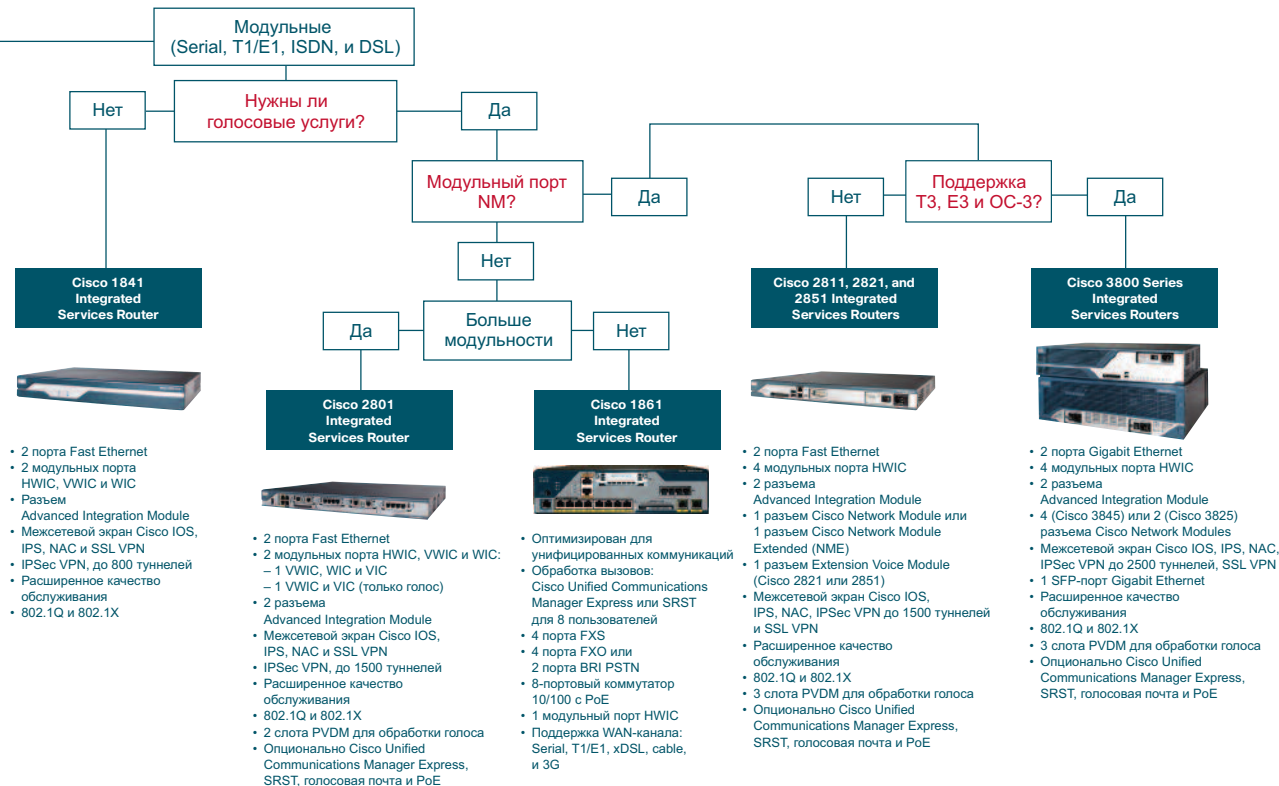 Модульные
(Serial, T1/E1, ISDN, и DSL)
Нет
Нужны ли
голосовые услуги?
Да
Модульный порт
NM?
Да
Нет
Поддержка
T3, E3 и OC-3?
Да
Нет
Да
Больше
модульности
Нет
Cisco 1841
Integrated
Services Router
• 2 порта Fast Ethernet
• 2 модульных порта
HWIC, VWIC и WIC
• Разъем
Advanced Integration Module
• Межсетевой экран Cisco IOS,
IPS, NAC и SSL VPN
• IPSec VPN, до 800 туннелей
• Расширенное качество
обслуживания
• 802.1Q и 802.1X
Cisco 2801
Integrated
Services Router
• 2 порта Fast Ethernet
• 2 модульных порта HWIC, VWIC и WIC:
– 1 VWIC, WIC и VIC
– 1 VWIC и VIC (только голос)
• 2 разъема
Advanced Integration Module
• Межсетевой экран Cisco IOS,
IPS, NAC и SSL VPN
• IPSec VPN, до 1500 туннелей
• Расширенное качество
обслуживания
• 802.1Q и 802.1X
• 2 слота PVDM для обработки голоса
• Опционально Cisco Unified
Communications Manager Express,
SRST, голосовая почта и PoE
Cisco 1861
Integrated
Services Router
• Оптимизирован для
унифицированных коммуникаций
• Обработка вызовов:
Cisco Unified Communications
Manager Express или SRST
для 8 пользователей
• 4 порта FXS
• 4 порта FXO или
2 порта BRI PSTN
• 8-портовый коммутатор
10/100 с PoE
• 1 модульный порт HWIC
• Поддержка WAN-канала:
Serial, T1/E1, xDSL, cable,
и 3G
Cisco 2811, 2821, and
2851 Integrated
Services Routers
• 2 порта Fast Ethernet
• 4 модульных порта HWIC
• 2 разъема
Advanced Integration Module
• 1 разъем Cisco Network Module или
1 разъем Cisco Network Module
Extended (NME)
• 1 разъем Extension Voice Module
(Cisco 2821 или 2851)
• Межсетевой экран Cisco IOS,
IPS, NAC, IPSec VPN до 1500 туннелей
и SSL VPN
• Расширенное качество
обслуживания
• 802.1Q и 802.1X
• 3 слота PVDM для обработки голоса
• Опционально Cisco Unified
Communications Manager Express,
SRST, голосовая почта и PoE
Cisco 3800 Series
Integrated
Services Routers
• 2 порта Gigabit Ethernet
• 4 модульных порта HWIC
• 2 разъема
Advanced Integration Module
• 4 (Cisco 3845) или 2 (Cisco 3825)
разъема Cisco Network Modules
• Межсетевой экран Cisco IOS, IPS, NAC,
IPSec VPN до 2500 туннелей, SSL VPN
• 1 SFP-порт Gigabit Ethernet
• Расширенное качество
обслуживания
• 802.1Q и 802.1X
• 3 слота PVDM для обработки голоса
• Опционально Cisco Unified
Communications Manager Express,
SRST, голосовая почта и PoE